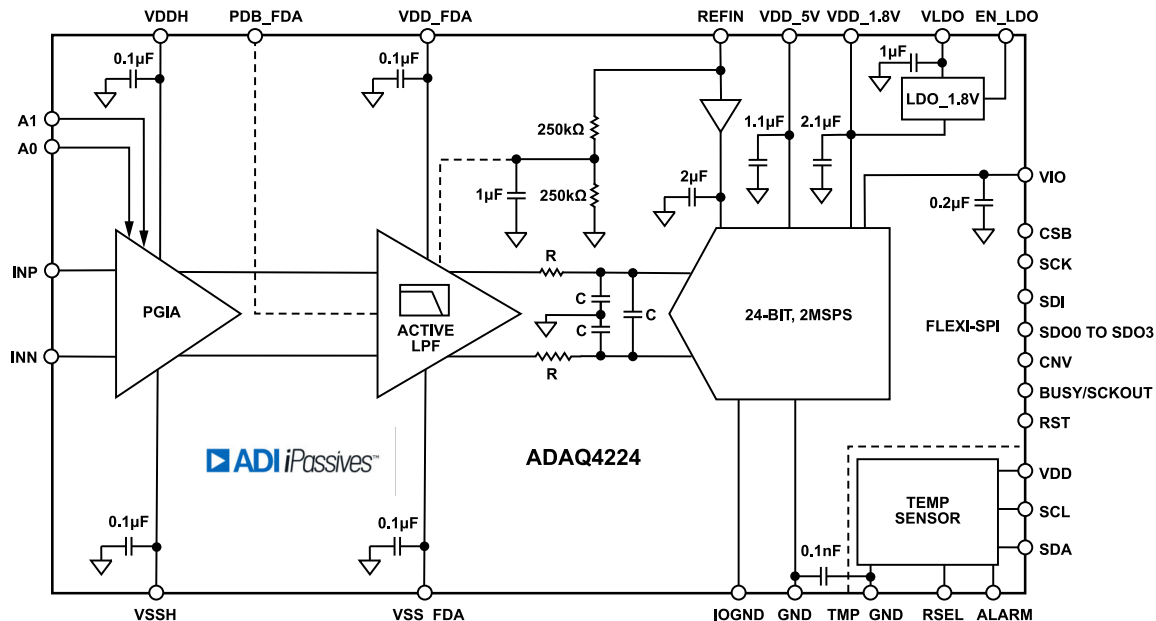 VDDH PDB_FDA VDD_FDA REFIN VDD_5V VDD_1.8V VLDO EN_LDO
0.1µF
0.1µF
1µF
LDO_1.8V
A1
A0
250kΩ
1.1µF
2.1µF
1µF
250kΩ
2µF
VIO
0.2µF
CSB
SCK
INP
PGIA
R
C
C
C
ACTIVE
LPF
24-BIT, 2MSPS
FLEXI-SPI
SDI
SDO0 TO SDO3
INN
R
CNV
BUSY/SCKOUT
RST
ADI iPassives™
ADAQ4224
VDD
TEMP
SENSOR
SCL
SDA
0.1µF
0.1µF
0.1nF
VSSH VSS_FDA IOGND GND TMP_GND RSEL ALARM